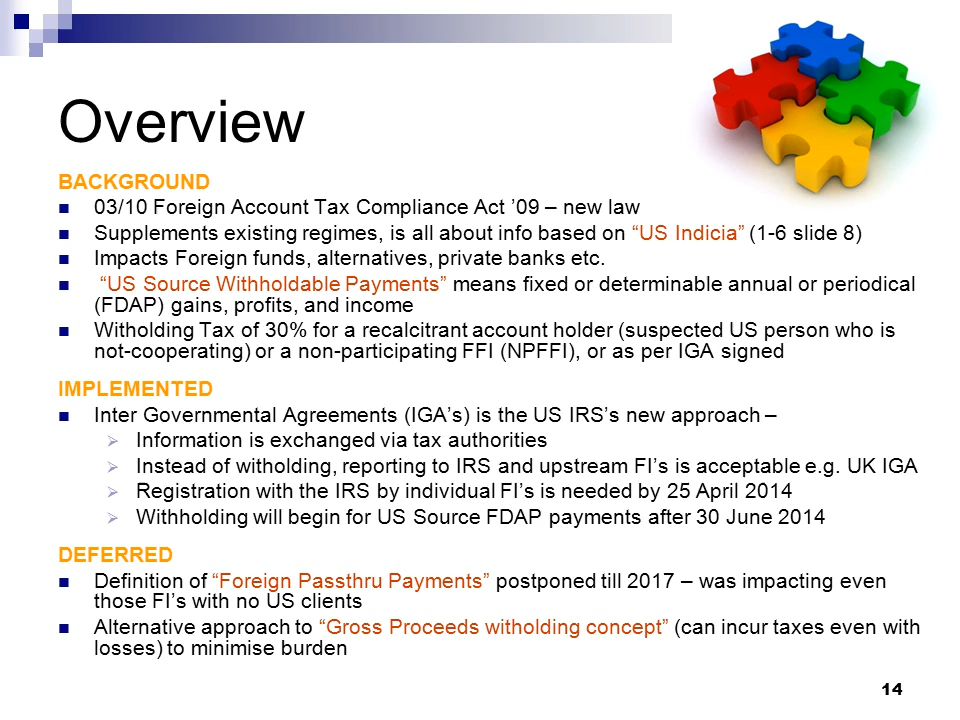 Overview
BACKGROUND
03/10 Foreign Account Tax Compliance Act ’09 – new law
Supplements existing regimes, is all about info based on “US Indicia” (1-6 slide 8)
Impacts Foreign funds, alternatives, private banks etc.
“US Source Withholdable Payments” means fixed or determinable annual or periodical
(FDAP) gains, profits, and income
Witholding Tax of 30% for a recalcitrant account holder (suspected US person who is
not-cooperating) or a non-participating FFI (NPFFI), or as per IGA signed
IMPLEMENTED
Inter Governmental Agreements (IGA’s) is the US IRS’s new approach –
Information is exchanged via tax authorities
Instead of witholding, reporting to IRS and upstream FI’s is acceptable e.g. UK IGA
Registration with the IRS by individual FI’s is needed by 25 April 2014
Withholding will begin for US Source FDAP payments after 30 June 2014
DEFERRED
Definition of “Foreign Passthru Payments” postponed till 2017 – was impacting even
those FI’s with no US clients
Alternative approach to “Gross Proceeds witholding concept” (can incur taxes even with
losses) to minimise burden
14